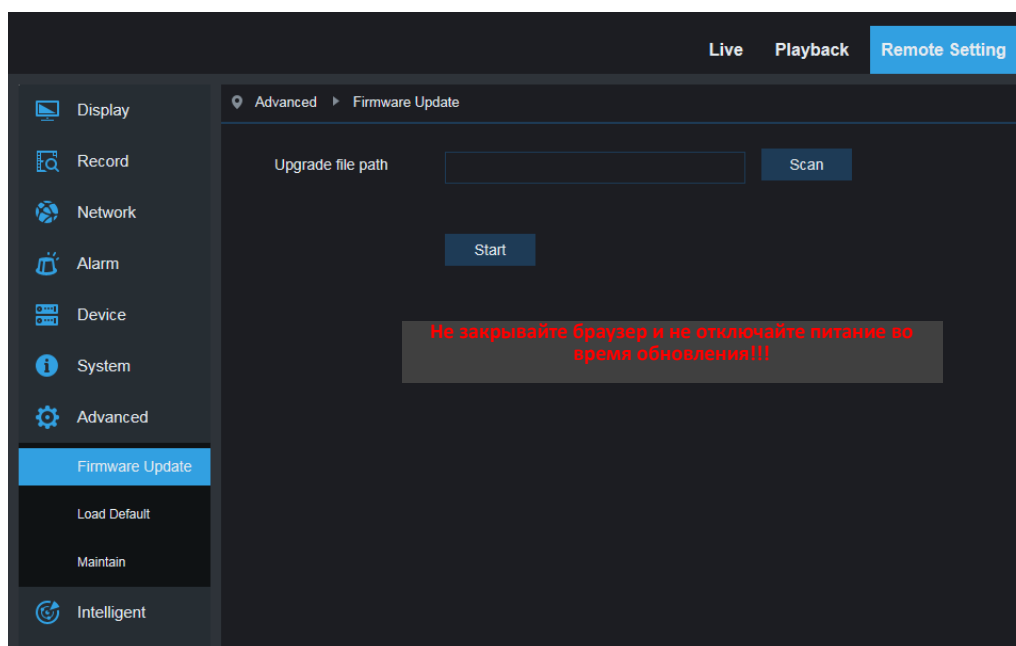 Live Playback Remote Setting
Display
Advanced Firmware Update
Upgrade file path
Scan
Record
Network
Start
Alarm
Device
Не закрывайте браузер и не отключайте питание во
время обновления!!!
System
Advanced
Firmware Update
Load Default
Maintain
Intelligent